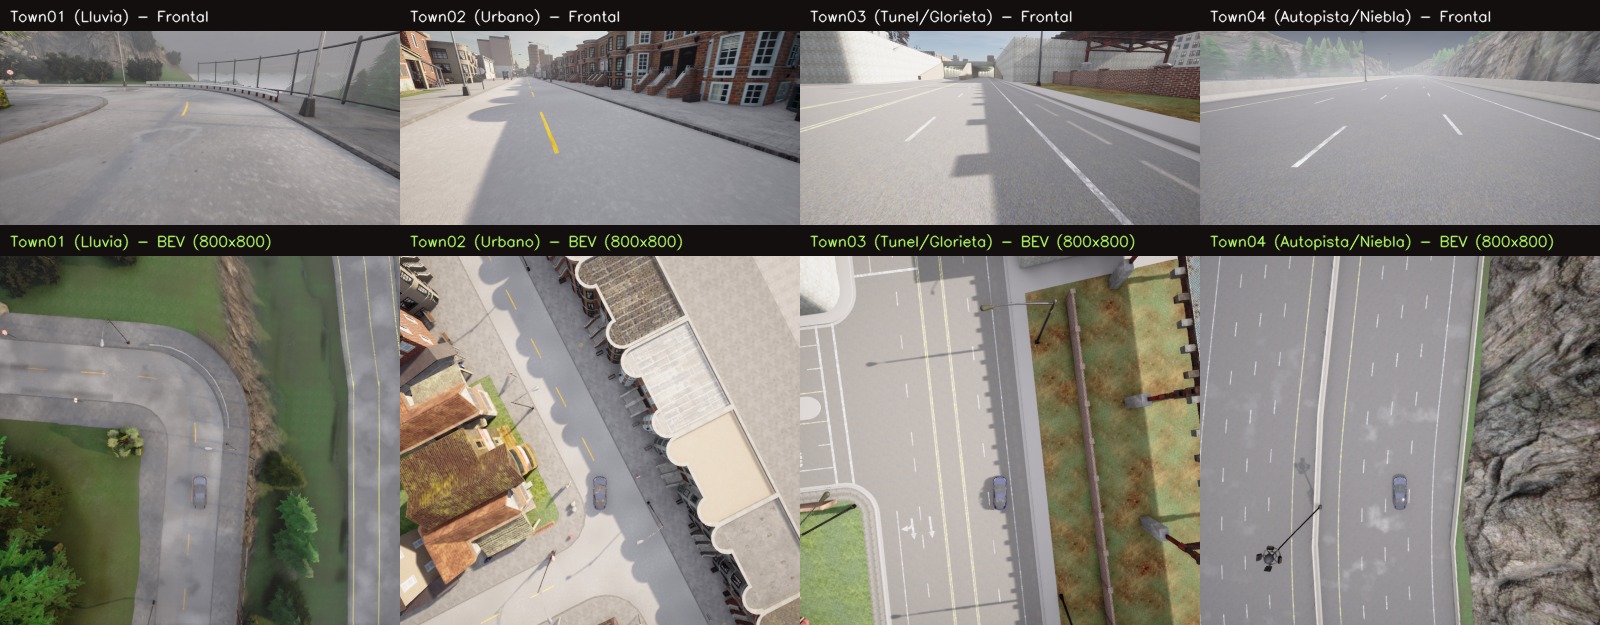 Town01 (Lluvia) – Frontal
Town02 (Urbano) – Frontal
Town03 (Tunel/Glorieta) – Frontal
Town04 (Autopista/Niebla) – Frontal
Town01 (Lluvia) – BEV (800x800)
Town02 (Urbano) – BEV (800x800)
Town03 (Tunel/Glorieta) – BEV (800x800)
Town04 (Autopista/Niebla) – BEV (800x800)